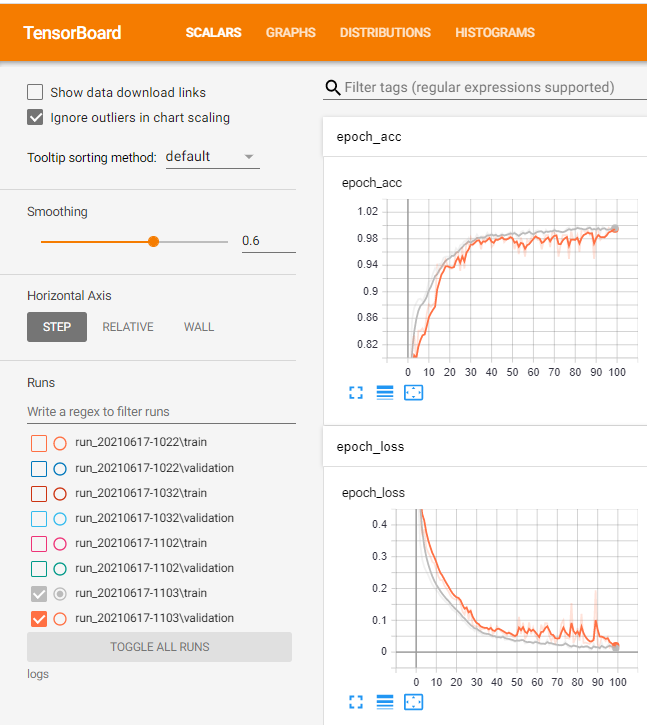 TensorBoard SCALARS GRAPHS DISTRIBUTIONS HISTOGRAMS
Show data download links
Ignore outliers in chart scaling
Tooltip sorting method: default
Smoothing
0.6
Horizontal Axis
STEP RELATIVE WALL
Runs
Write a regex to filter runs
run_20210617-1022\train
run_20210617-1022\validation
run_20210617-1032\train
run_20210617-1032\validation
run_20210617-1102\train
run_20210617-1102\validation
run_20210617-1103\train
run_20210617-1103\validation
TOGGLE ALL RUNS
logs
Filter tags (regular expressions supported)
epoch_acc
epoch_acc
1.02
0.98
0.94
0.9
0.86
0.82
0 10 20 30 40 50 60 70 80 90 100
epoch_loss
epoch_loss
0.4
0.3
0.2
0.1
0
0 10 20 30 40 50 60 70 80 90 100